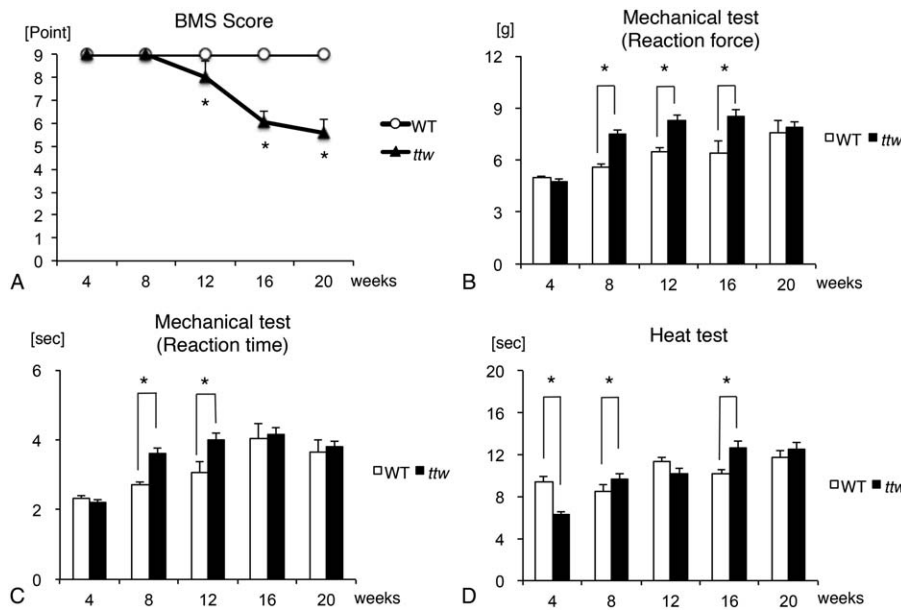 BMS Score
[Point]
9
8
7
6
5
4
3
2
1
0
*
*
*
4 8 12 16 20 weeks
WT
ttw
A
Mechanical test
(Reaction force)
[g]
12
9
6
3
0
* * *
4 8 12 16 20 weeks
WT ttw
B
Mechanical test
(Reaction time)
[sec]
6
4
2
0
* *
4 8 12 16 20 weeks
WT ttw
C
Heat test
[sec]
20
16
12
8
4
0
* * *
4 8 12 16 20 weeks
WT ttw
D